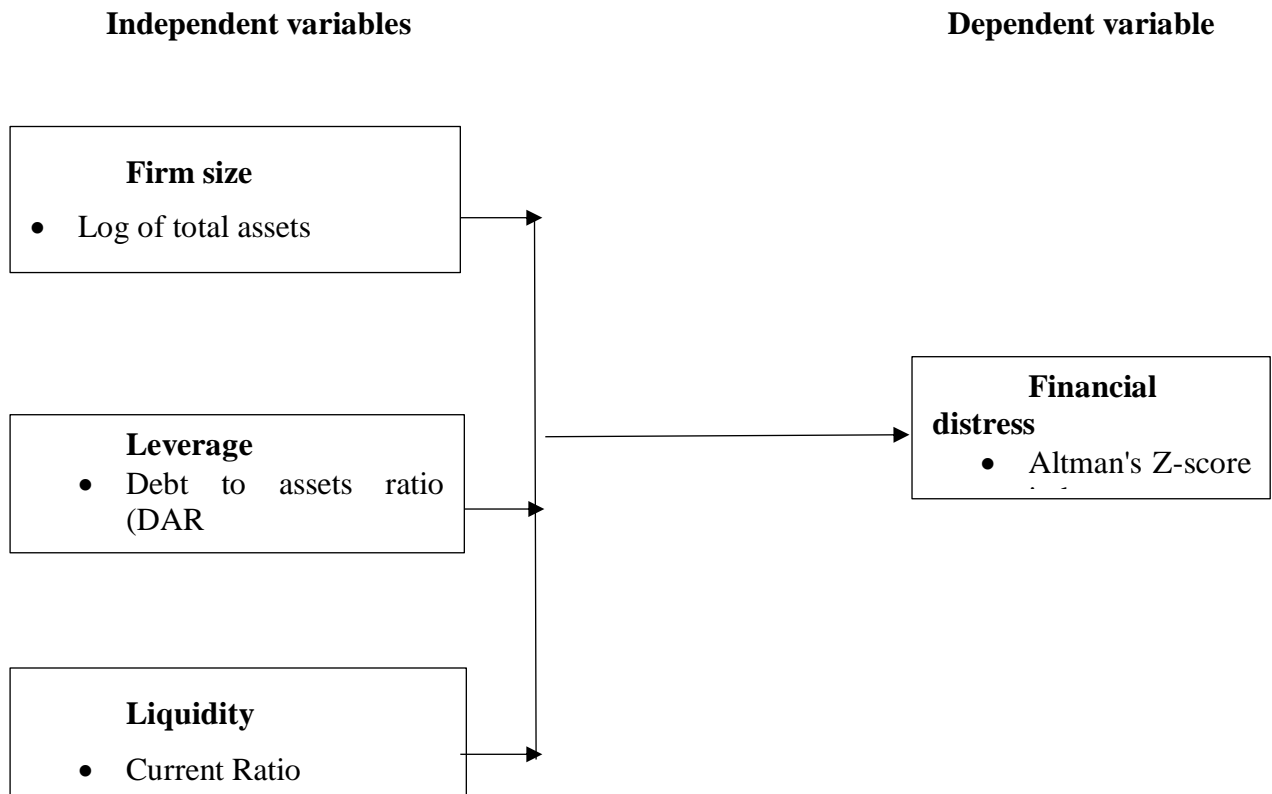 Independent variables
Dependent variable
Firm size
• Log of total assets
Leverage
• Debt to assets ratio
(DAR
Liquidity
• Current Ratio
Financial
distress
• Altman's Z-score